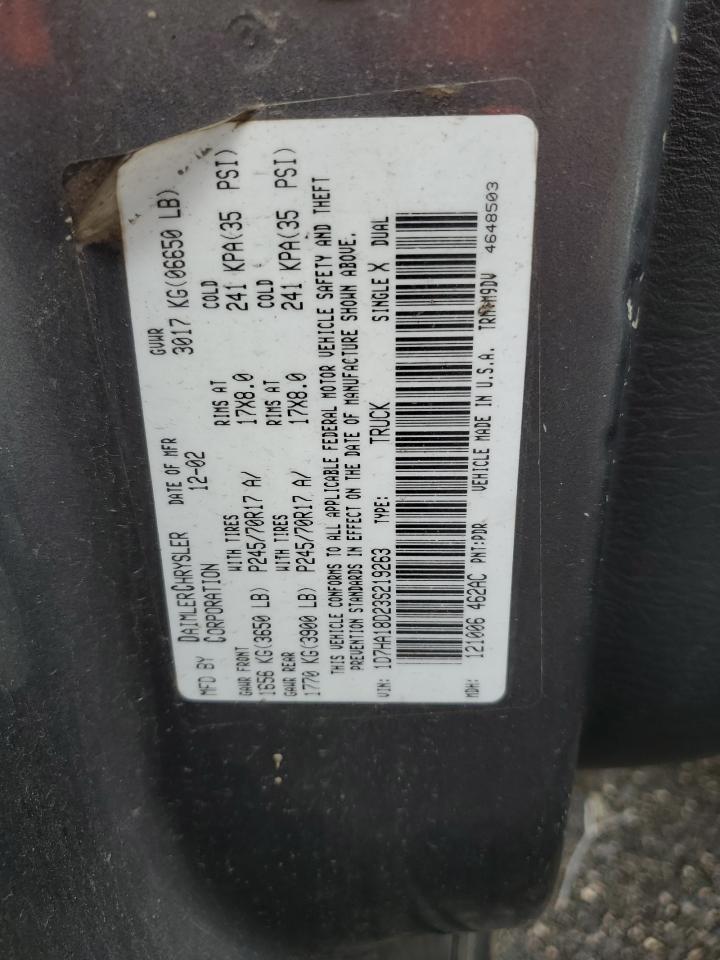 MFD BY DAIMLERCHRYSLER CORPORATION DATE OF MFR 12-02 GVWR 3017 KG(06650 LB)
GAWR FRONT WITH TIRES RIMS AT COLD
1656 KG(3650 LB) P245/70R17 A/ 17X8.0 241 KPA(35 PSI)
GAWR REAR WITH TIRES RIMS AT COLD
1770 KG(3900 LB) P245/70R17 A/ 17X8.0 241 KPA(35 PSI)
THIS VEHICLE CONFORMS TO ALL APPLICABLE FEDERAL MOTOR VEHICLE SAFETY AND THEFT
PREVENTION STANDARDS IN EFFECT ON THE DATE OF MANUFACTURE SHOWN ABOVE.
VIN: 1D7HA18D23S219263 TYPE: TRUCK SINGLE X DUAL
MDH: 121006 462AC PNT:PDR VEHICLE MADE IN U.S.A. 4648503